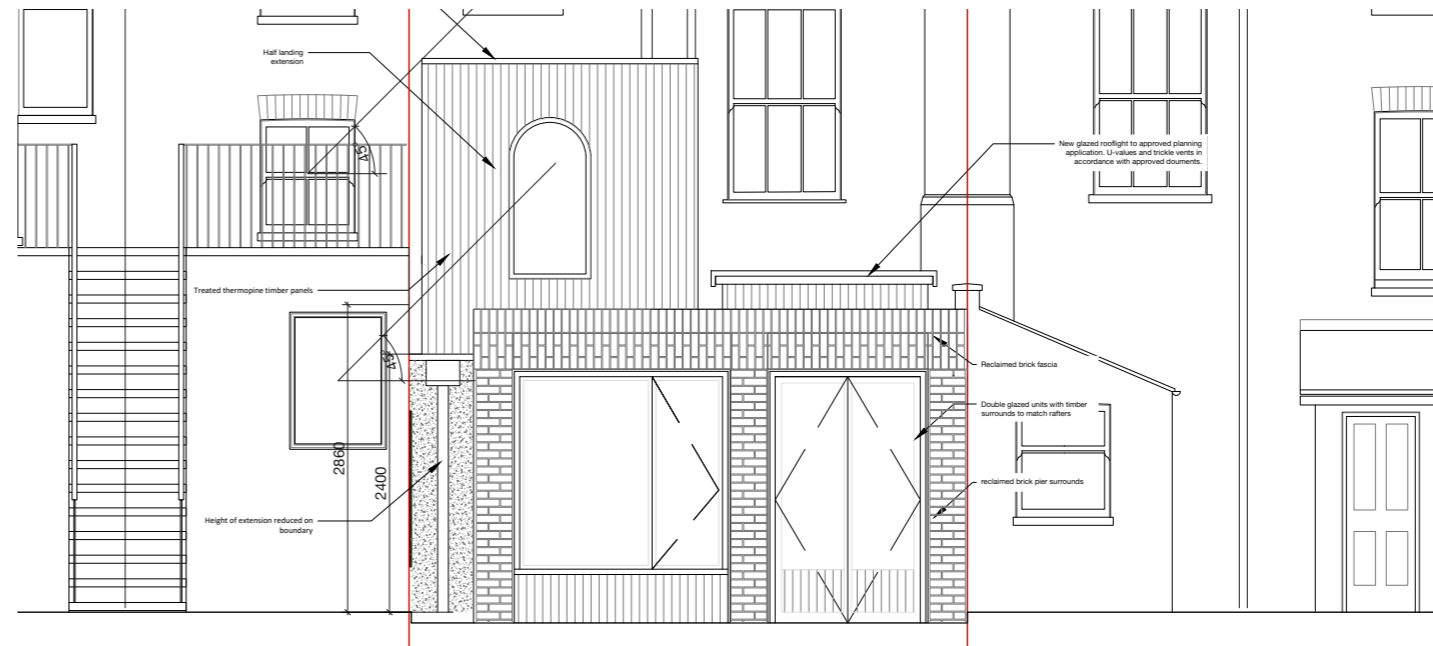 Half landing
extension
45
New glazed rooflight to approved planning
application. U-values and trickle vents in
accordance with approved douments.
Treated thermopine timber panels
45
Reclaimed brick fascia
Double glazed units with timber
surrounds to match rafters
2860
2400
reclaimed brick pier surrounds
Height of extension reduced on
boundary